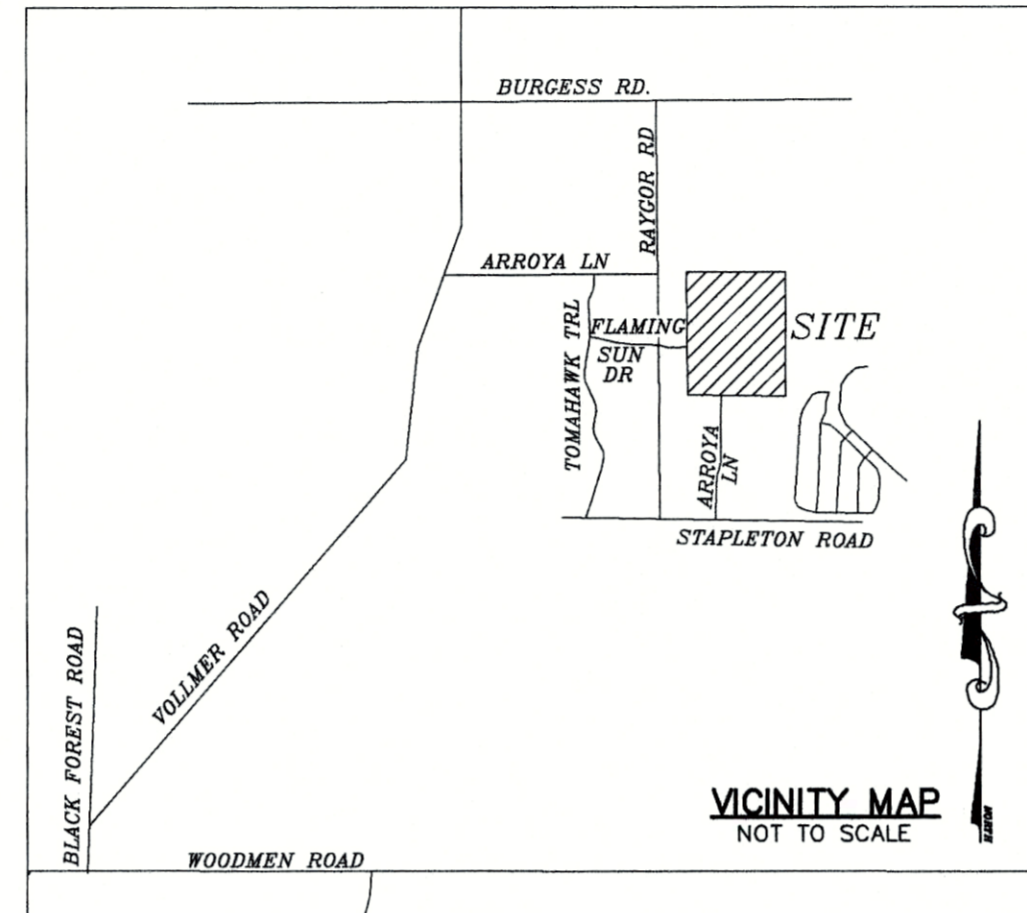 BURGESS RD.
RAYGOR RD
ARROYA LN
SITE
FLAMING
SUN
DR
TOMAHAWK TRL
ARROYA
LN
STAPLETON ROAD
VOLLMER ROAD
BLACK FOREST ROAD
VICINITY MAP
NOT TO SCALE
NORTH
WOODMEN ROAD